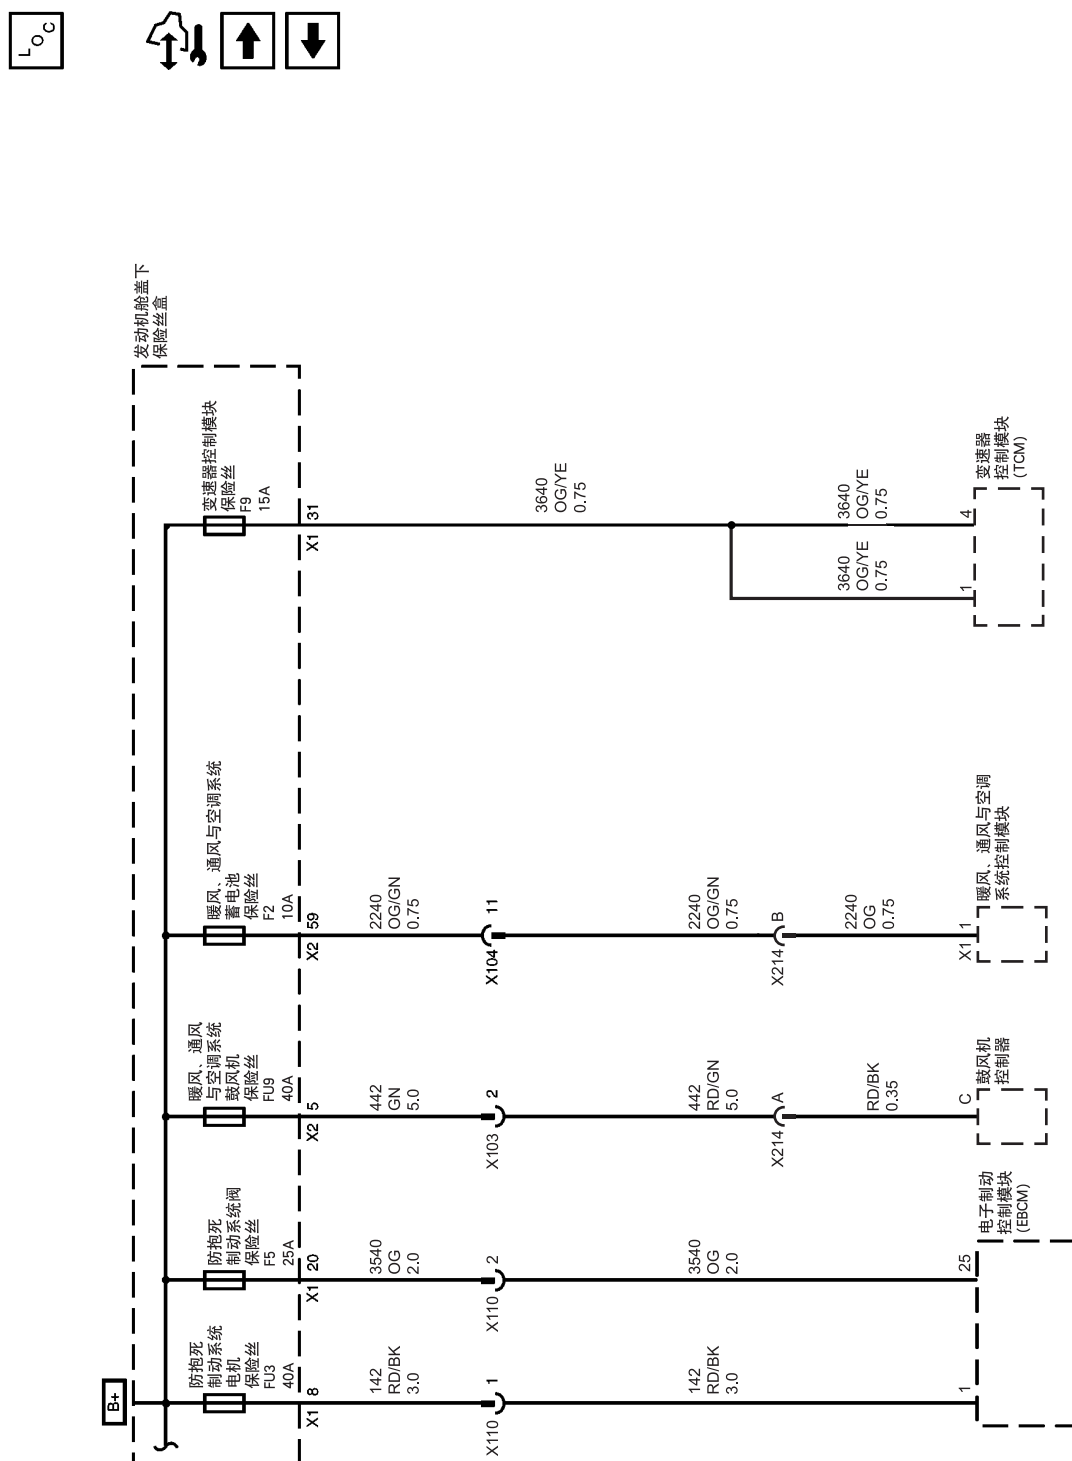 LOC
发动机舱盖下
保险丝盒
B+
防抱死
制动系统
电机
保险丝
FU3
40A
X1 8
142
RD/BK
3.0
X110 1
142
RD/BK
3.0
1
防抱死
制动系统阀
保险丝
F5
25A
X1 20
3540
OG
2.0
X110 2
3540
OG
2.0
25
电子制动
控制模块
(EBCM)
暖风、通风
与空调系统
鼓风机
保险丝
FU9
40A
X2 5
442
GN
5.0
X103 2
442
RD/GN
5.0
X214 A
RD/BK
0.35
C
鼓风机
控制器
暖风、通风与空调系统
蓄电池
保险丝
F2
10A
X2 59
2240
OG/GN
0.75
X104 11
2240
OG/GN
0.75
X214 B
2240
OG
0.75
X1 1
暖风、通风与空调
系统控制模块
变速器控制模块
保险丝
F9
15A
X1 31
3640
OG/YE
0.75
3640
OG/YE
0.75
1
3640
OG/YE
0.75
4
变速器
控制模块
(TCM)